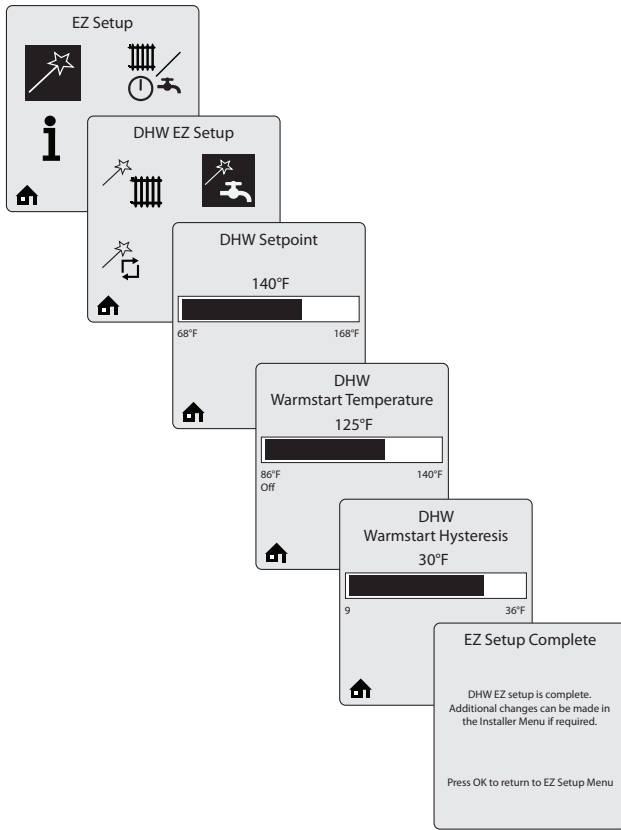 EZ Setup
DHW EZ Setup
DHW Setpoint
140°F
68°F 168°F
DHW
Warmstart Temperature
125°F
86°F 140°F
Off
DHW
Warmstart Hysteresis
30°F
9 36°F
EZ Setup Complete
DHW EZ setup is complete.
Additional changes can be made in
the Installer Menu if required.
Press OK to return to EZ Setup Menu